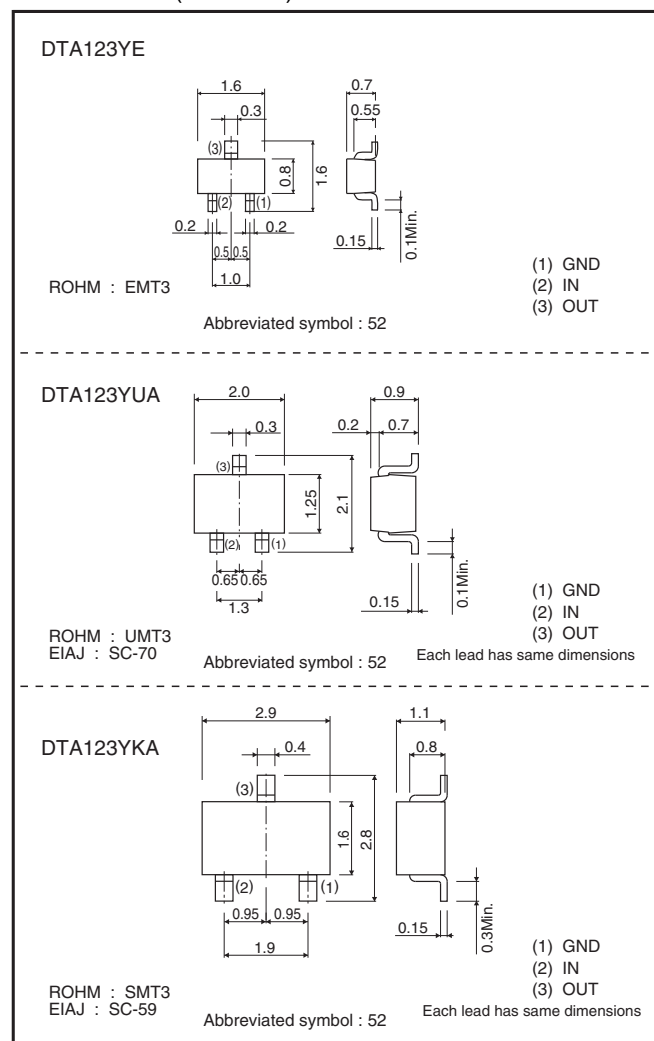 DTA123YE
1.6
0.3
(3)
0.8
1.6
(2)
(1)
0.2
0.2
0.5 0.5
1.0
0.7
0.55
0.15
0.1Min.
ROHM : EMT3
Abbreviated symbol : 52
(1) GND
(2) IN
(3) OUT
DTA123YUA
2.0
0.3
(3)
1.25
2.1
(2)
(1)
0.65 0.65
1.3
0.9
0.2
0.7
0.15
0.1Min.
ROHM : UMT3
EIAJ : SC-70
Abbreviated symbol : 52
(1) GND
(2) IN
(3) OUT
Each lead has same dimensions
DTA123YKA
2.9
0.4
(3)
1.6
2.8
(2)
(1)
0.95 0.95
1.9
1.1
0.8
0.15
0.3Min.
ROHM : SMT3
EIAJ : SC-59
Abbreviated symbol : 52
(1) GND
(2) IN
(3) OUT
Each lead has same dimensions